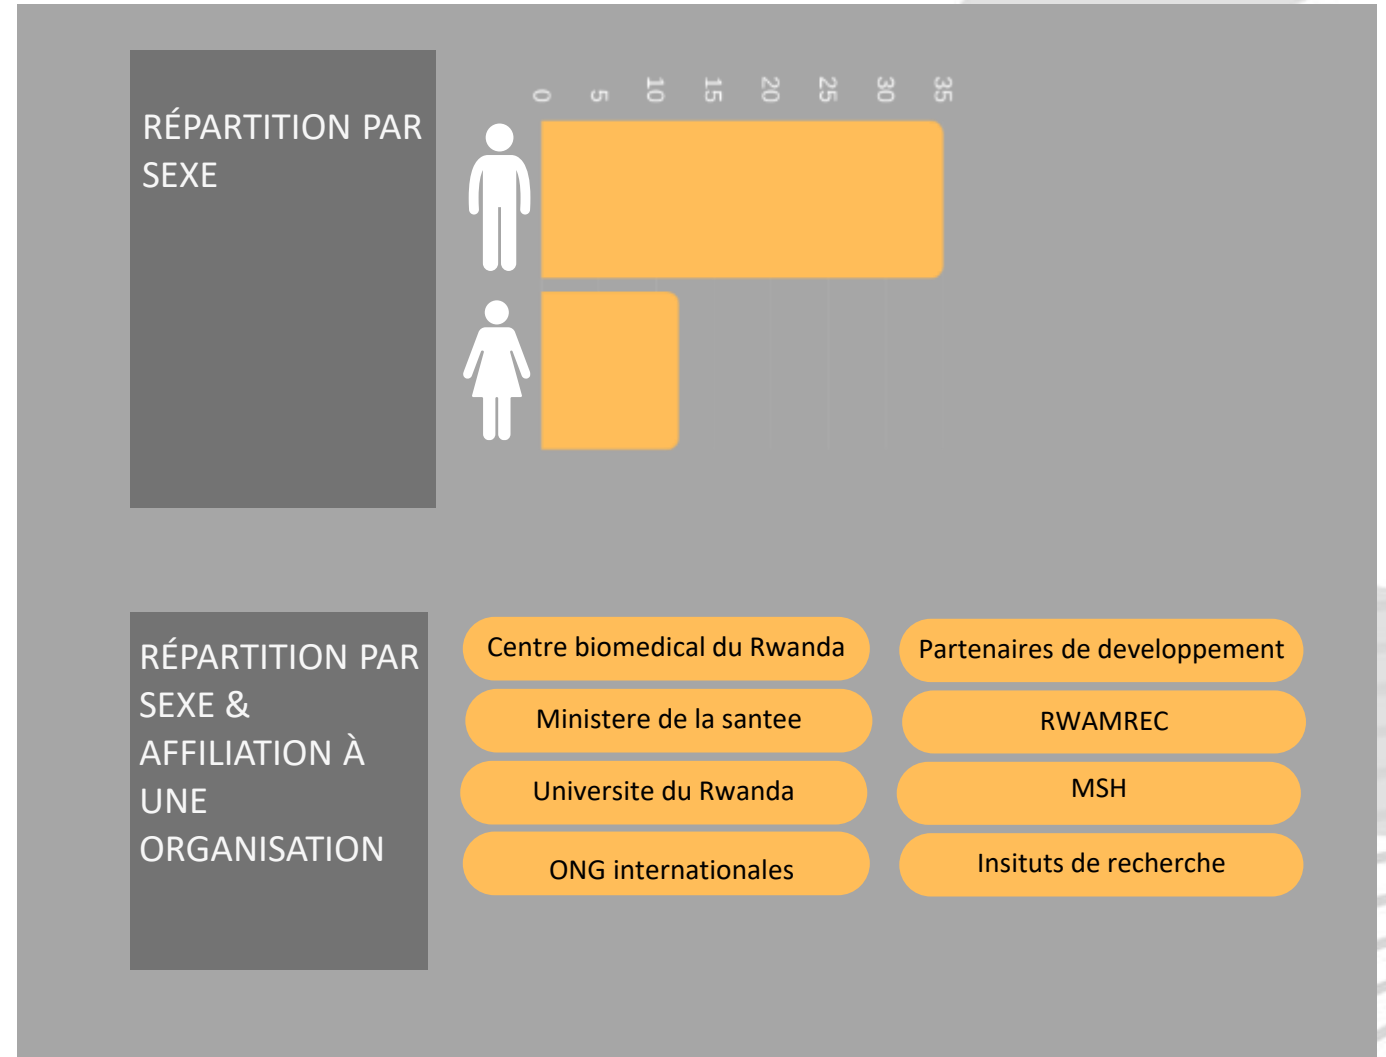 RÉPARTITION PAR
SEXE
0 5 10 15 20 25 30 35
RÉPARTITION PAR
SEXE &
AFFILIATION À
UNE
ORGANISATION
Centre biomedical du Rwanda
Partenaires de developpement
Ministere de la santee
RWAMREC
Universite du Rwanda
MSH
ONG internationales
Insituts de recherche